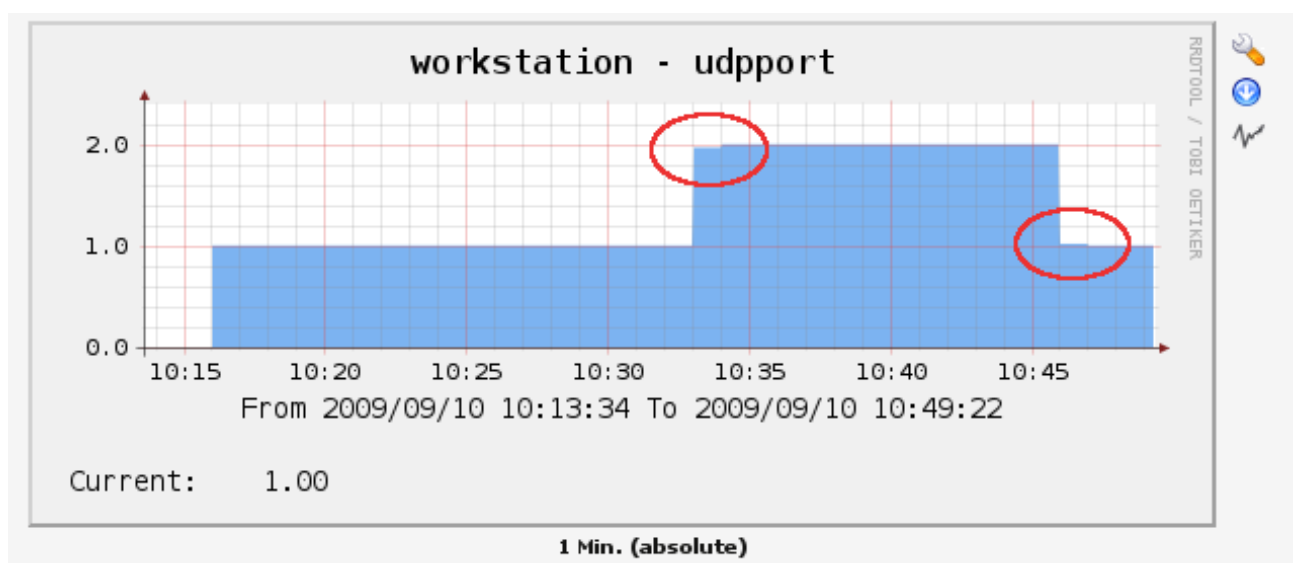 workstation - udpport
RRDTOOL / TOBI OETIKER
2.0
1.0
0.0
10:15 10:20 10:25 10:30 10:35 10:40 10:45
From 2009/09/10 10:13:34 To 2009/09/10 10:49:22
Current: 1.00
1 Min. (absolute)